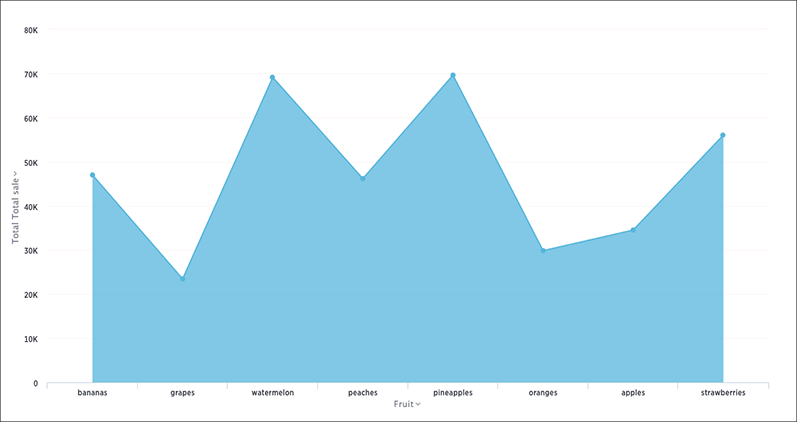 80K
70K
60K
50K
40K
30K
20K
10K
0
Total Total sale
bananas grapes watermelon peaches pineapples oranges apples strawberries
Fruit